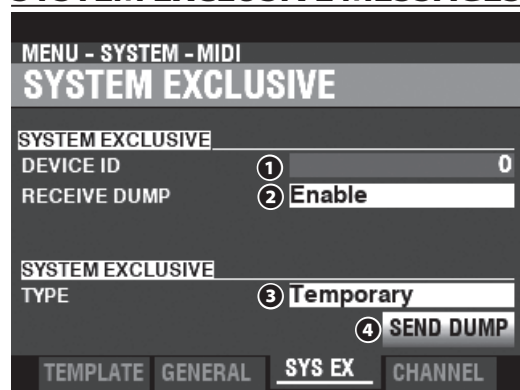 SYSTEM EXCLUSIVE MESSAGES
MENU - SYSTEM - MIDI
SYSTEM EXCLUSIVE
SYSTEM EXCLUSIVE
DEVICE ID ① 0
RECEIVE DUMP ② Enable
SYSTEM EXCLUSIVE
TYPE ③ Temporary
④ SEND DUMP
TEMPLATE GENERAL SYS EX CHANNEL